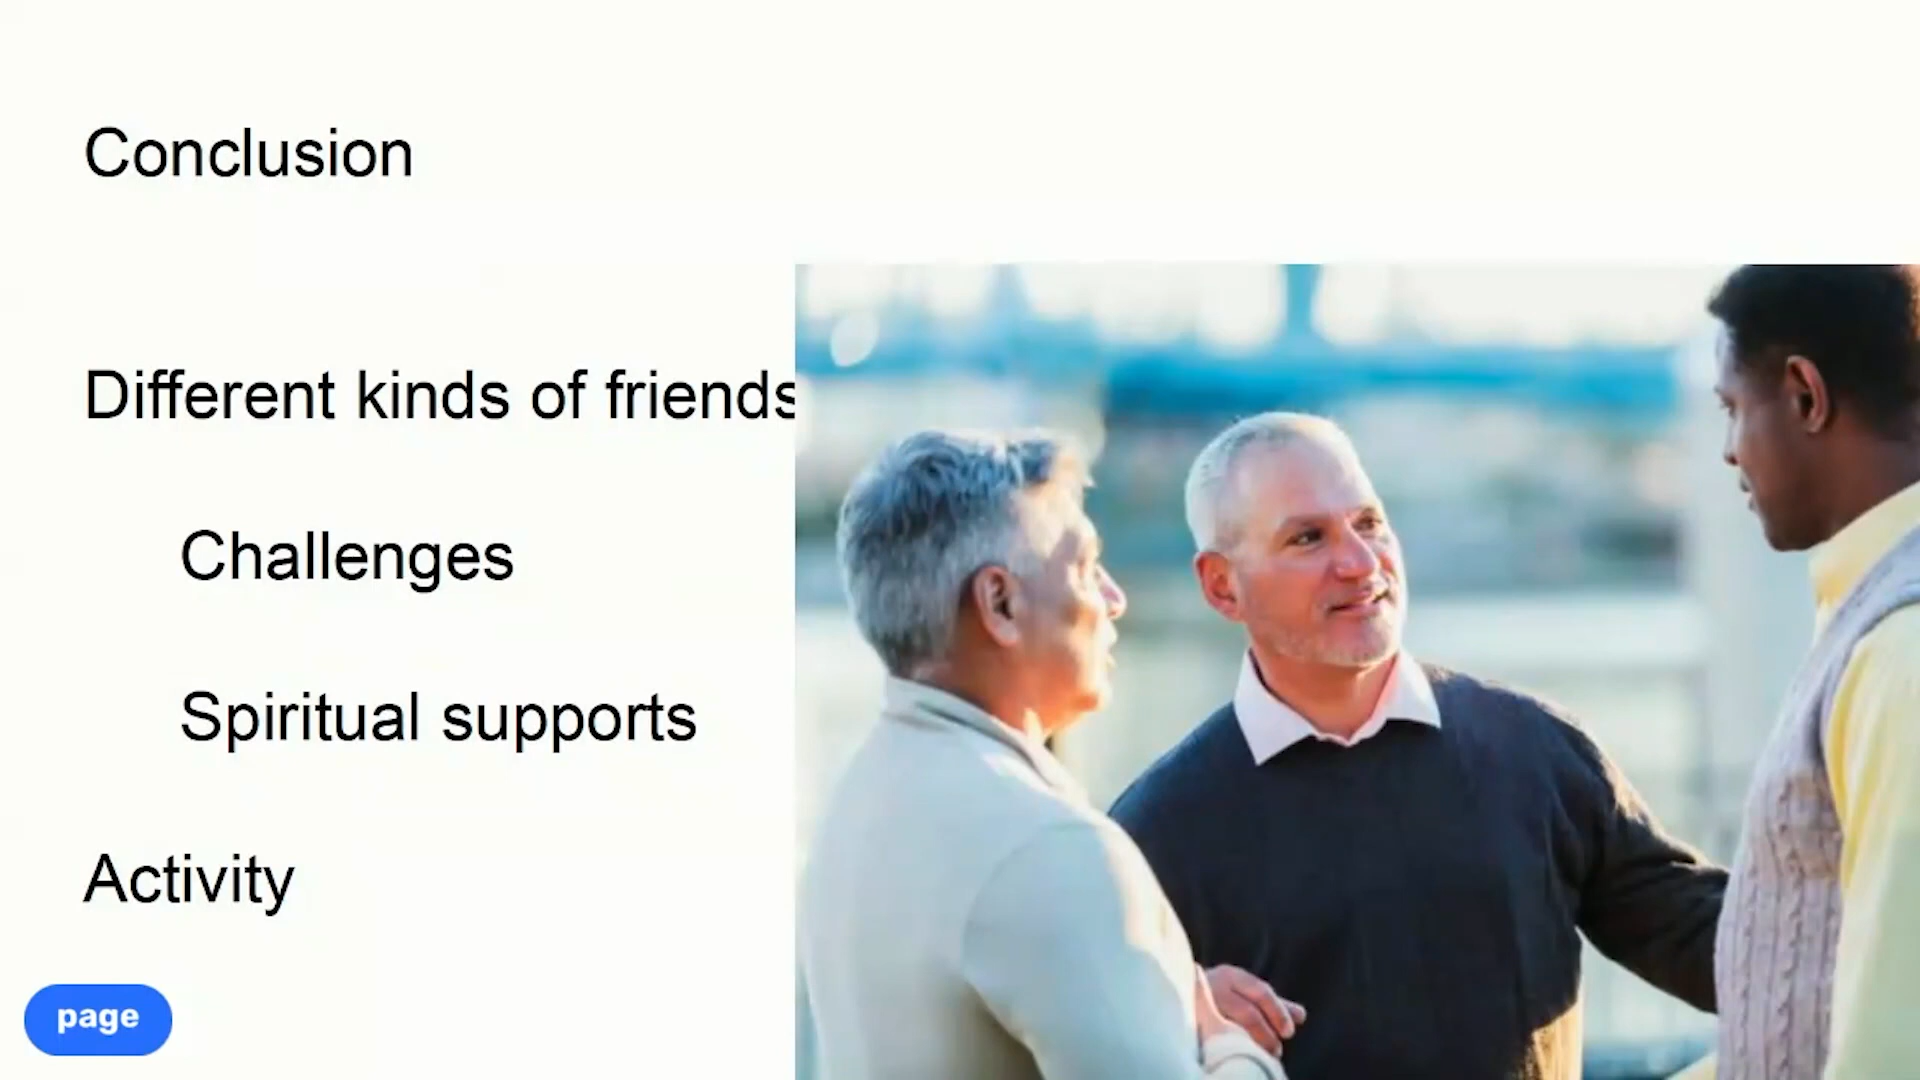 Conclusion
Different kinds of friends
Challenges
Spiritual supports
Activity
page